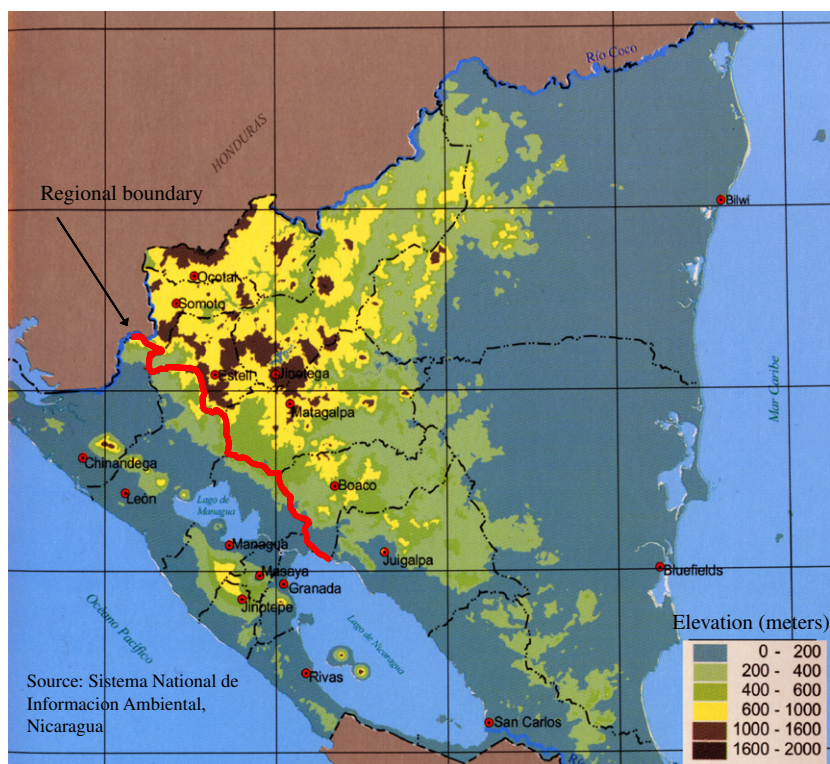 Río Coco
HONDURAS
Regional boundary
Bilwi
Ocotal
Somoto
Mar Caribe
Esteli
Jinotega
Matagalpa
Chinandega
Boaco
León
Lago de
Managua
Managua
Juigalpa
Masaya
Bluefields
Granada
Jinotepe
Océano Pacífico
Lago de Nicaragua
Elevation (meters)
0 - 200
200 - 400
400 - 600
600 - 1000
1000 - 1600
1600 - 2000
Rivas
Source: Sistema National de
Informacion Ambiental,
Nicaragua
San Carlos